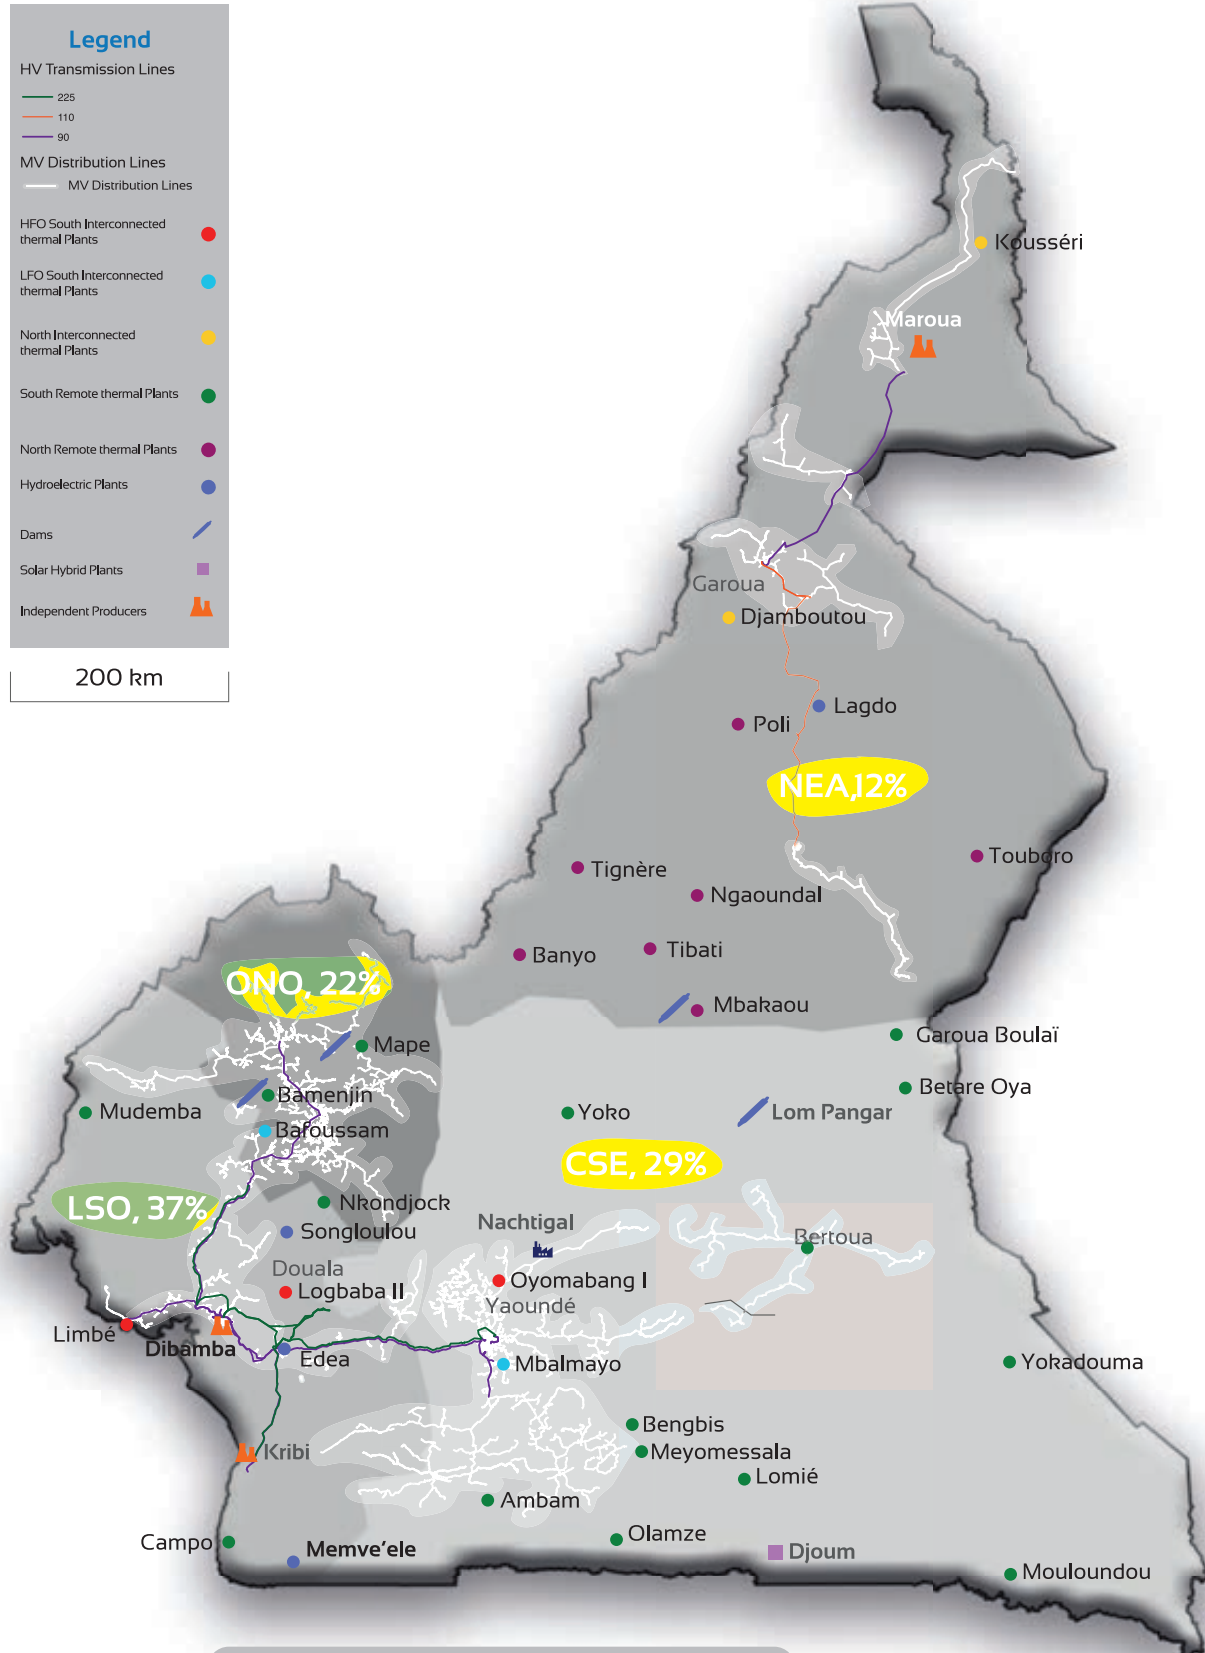 Legend
HV Transmission Lines
225
110
90
MV Distribution Lines
MV Distribution Lines
HFO South Interconnected
thermal Plants
LFO South Interconnected
thermal Plants
North Interconnected
thermal Plants
South Remote thermal Plants
North Remote thermal Plants
Hydroelectric Plants
Dams
Solar Hybrid Plants
Independent Producers
200 km
Kousséri
Maroua
Garoua
Djamboutou
Lagdo
Poli
NEA,12%
Touboro
Tignère
Ngaoundal
Banyo
Tibati
Mbakaou
ONO, 22%
Garoua Boulaï
Mape
Betare Oya
Bamenjin
Mudemba
Yoko
Lom Pangar
Bafoussam
CSE, 29%
LSO, 37%
Nkondjock
Nachtigal
Songloulou
Bertoua
Douala
Oyomabang I
Logbaba II
Yaoundé
Limbé
Dibamba
Edea
Mbalmayo
Yokadouma
Bengbis
Kribi
Meyomessala
Lomié
Ambam
Campo
Olamze
Memve'ele
Djoum
Mouloundou